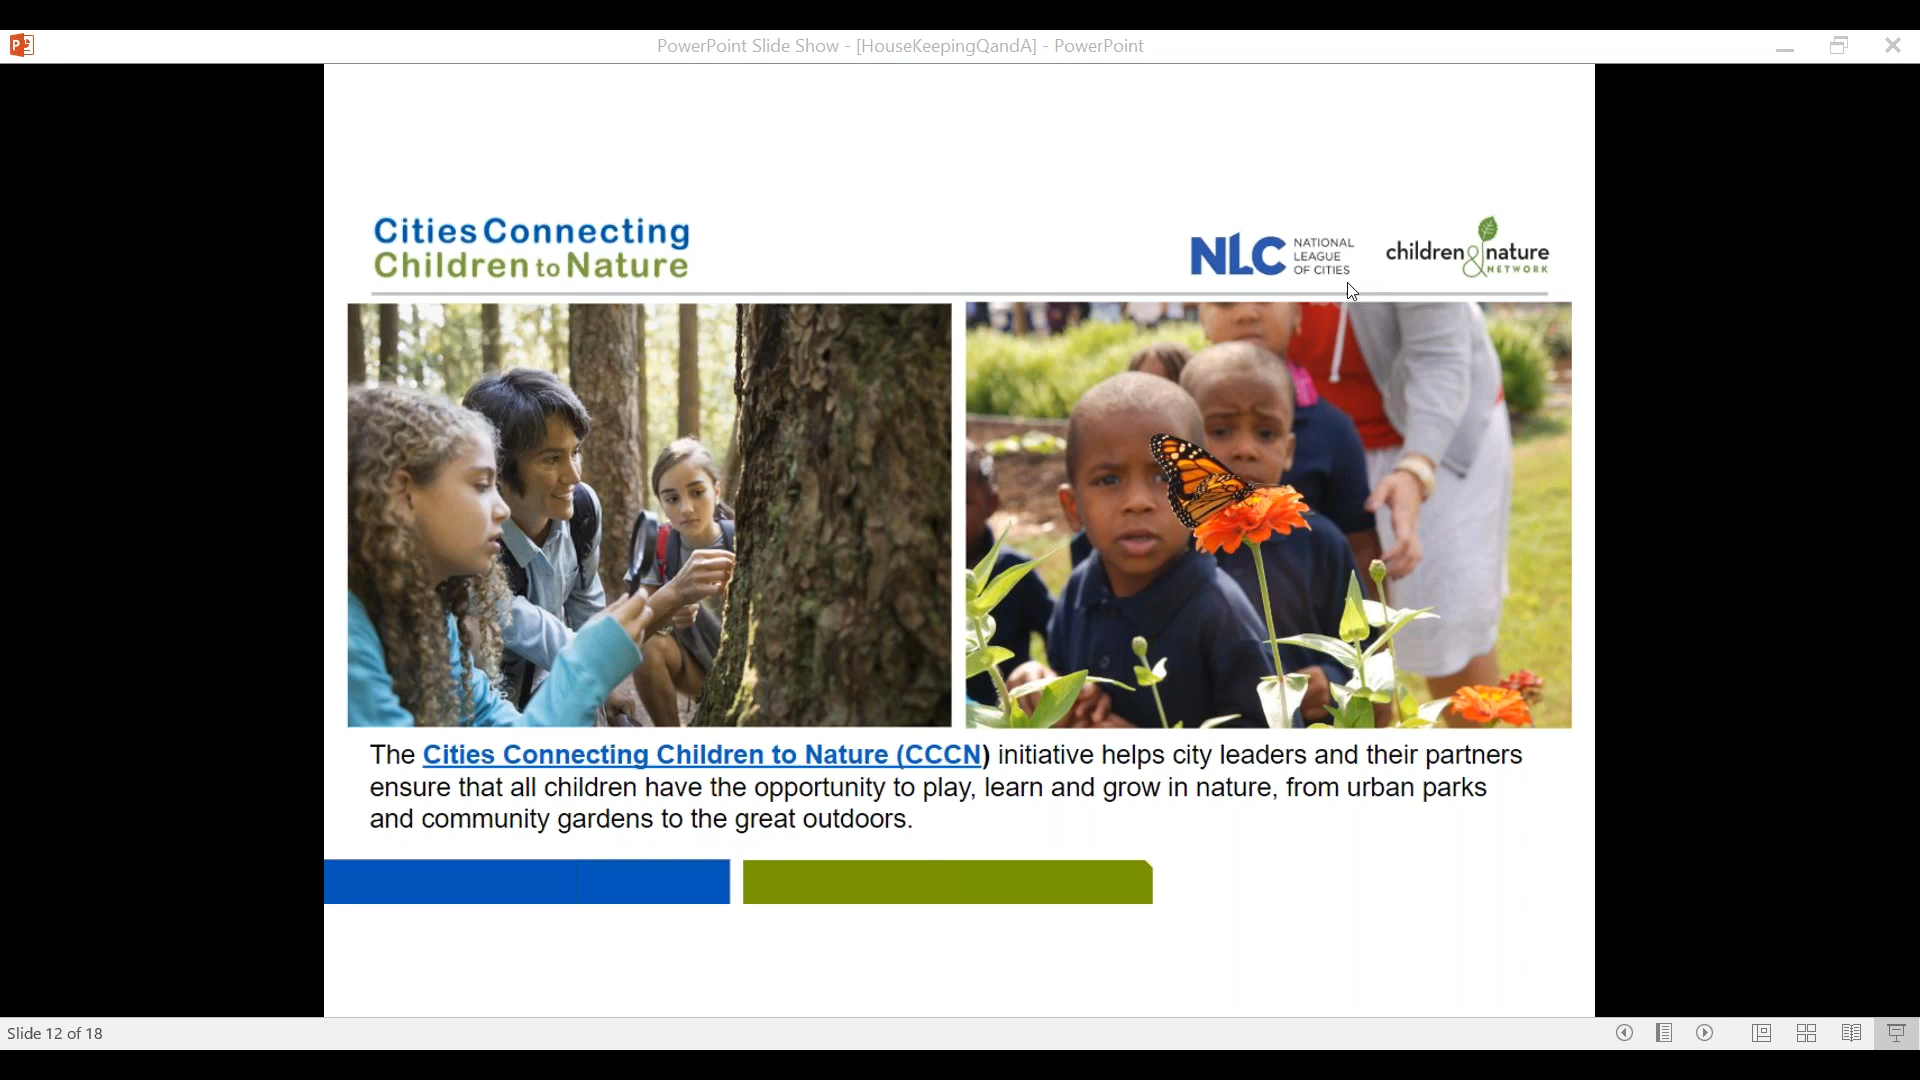 PowerPoint Slide Show - [HouseKeepingQandA] - PowerPoint
Cities Connecting
Children to Nature
NLC NATIONAL
LEAGUE
OF CITIES
children & nature
NETWORK
The Cities Connecting Children to Nature (CCCN) initiative helps city leaders and their partners
ensure that all children have the opportunity to play, learn and grow in nature, from urban parks
and community gardens to the great outdoors.
Slide 12 of 18